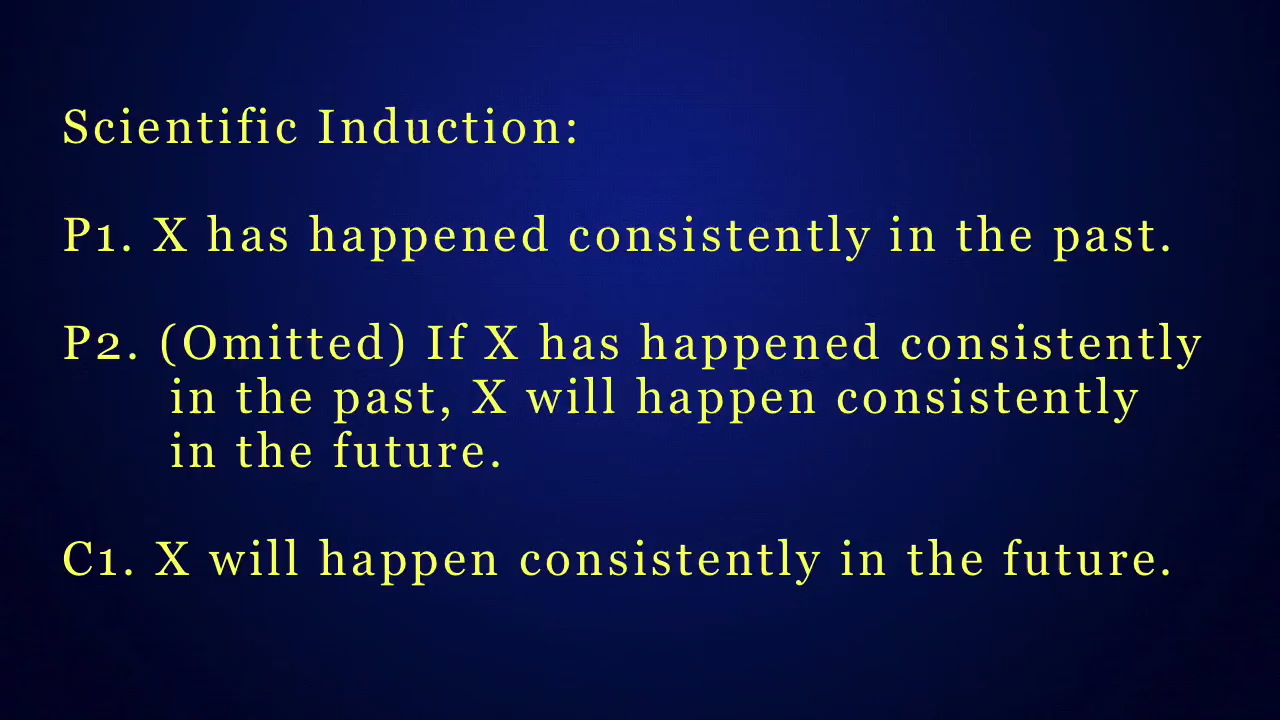 Scientific Induction:
P1. X has happened consistently in the past.
P2. (Omitted) If X has happened consistently
in the past, X will happen consistently
in the future.
C1. X will happen consistently in the future.